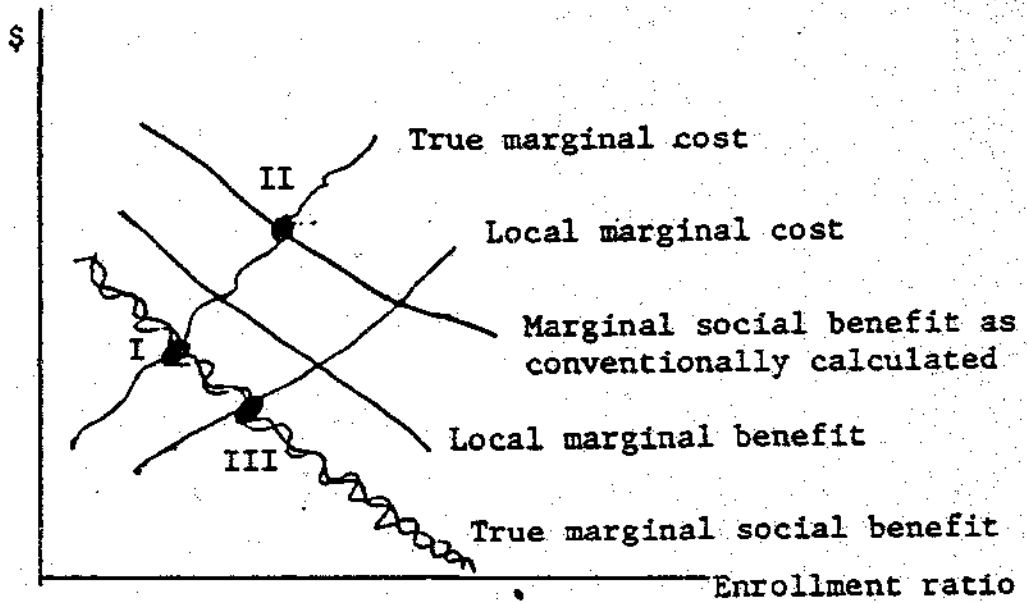 $
True marginal cost
II
Local marginal cost
Marginal social benefit as
conventionally calculated
I
Local marginal benefit
III
True marginal social benefit
Enrollment ratio